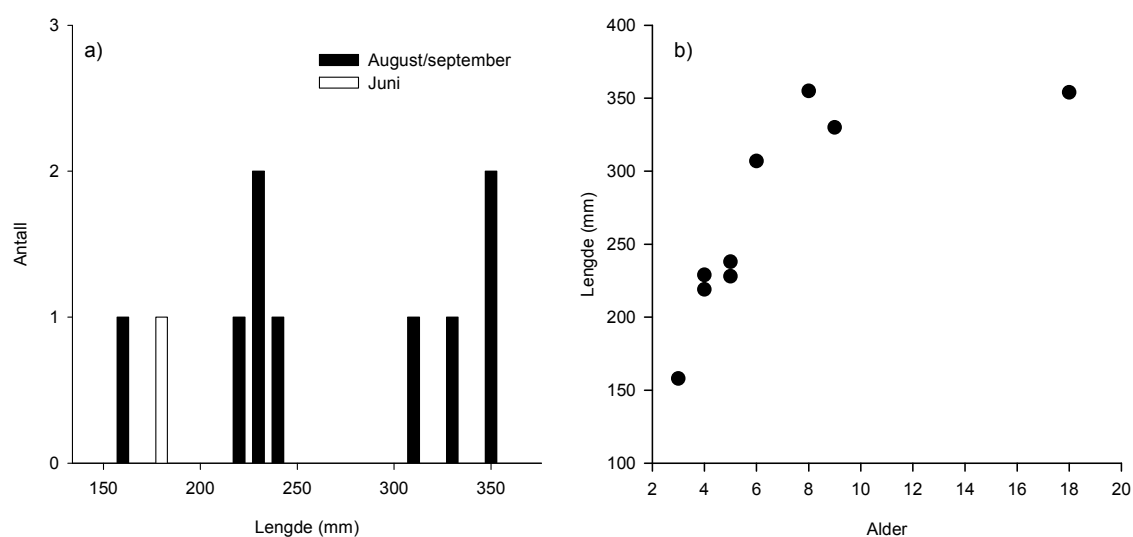 a)
August/september
Juni
Antall
3
2
1
0
150 200 250 300 350
Lengde (mm)
b)
Lengde (mm)
400
350
300
250
200
150
100
2 4 6 8 10 12 14 16 18 20
Alder